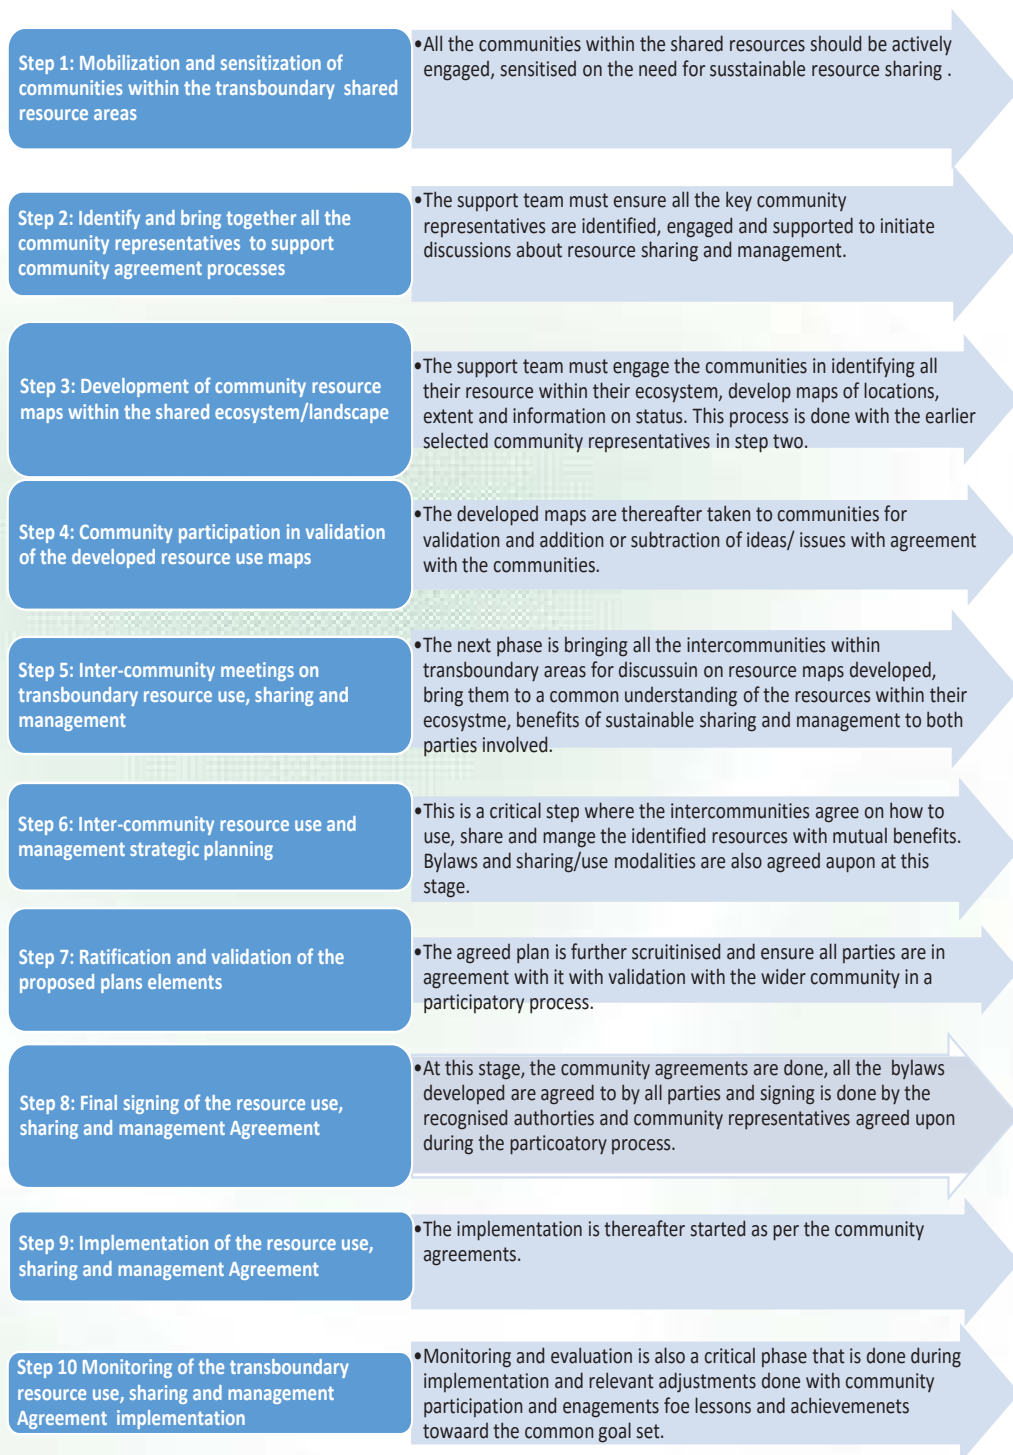 Step 1: Mobilization and sensitization of
communities within the transboundary shared
resource areas
•All the communities within the shared resources should be actively
engaged, sensitised on the need for susstainable resource sharing .
Step 2: Identify and bring together all the
community representatives to support
community agreement processes
•The support team must ensure all the key community
representatives are identified, engaged and supported to initiate
discussions about resource sharing and management.
Step 3: Development of community resource
maps within the shared ecosystem/landscape
•The support team must engage the communities in identifying all
their resource within their ecosystem, develop maps of locations,
extent and information on status. This process is done with the earlier
selected community representatives in step two.
Step 4: Community participation in validation
of the developed resource use maps
•The developed maps are thereafter taken to communities for
validation and addition or subtraction of ideas/ issues with agreement
with the communities.
Step 5: Inter-community meetings on
transboundary resource use, sharing and
management
•The next phase is bringing all the intercommunities within
transboundary areas for discussuin on resource maps developed,
bring them to a common understanding of the resources within their
ecosystme, benefits of sustainable sharing and management to both
parties involved.
Step 6: Inter-community resource use and
management strategic planning
•This is a critical step where the intercommunities agree on how to
use, share and mange the identified resources with mutual benefits.
Bylaws and sharing/use modalities are also agreed aupon at this
stage.
Step 7: Ratification and validation of the
proposed plans elements
•The agreed plan is further scruitinised and ensure all parties are in
agreement with it with validation with the wider community in a
participatory process.
Step 8: Final signing of the resource use,
sharing and management Agreement
•At this stage, the community agreements are done, all the bylaws
developed are agreed to by all parties and signing is done by the
recognised authorties and community representatives agreed upon
during the particoatory process.
Step 9: Implementation of the resource use,
sharing and management Agreement
•The implementation is thereafter started as per the community
agreements.
Step 10 Monitoring of the transboundary
resource use, sharing and management
Agreement implementation
•Monitoring and evaluation is also a critical phase that is done during
implementation and relevant adjustments done with community
participation and enagements foe lessons and achievemenets
towaard the common goal set.